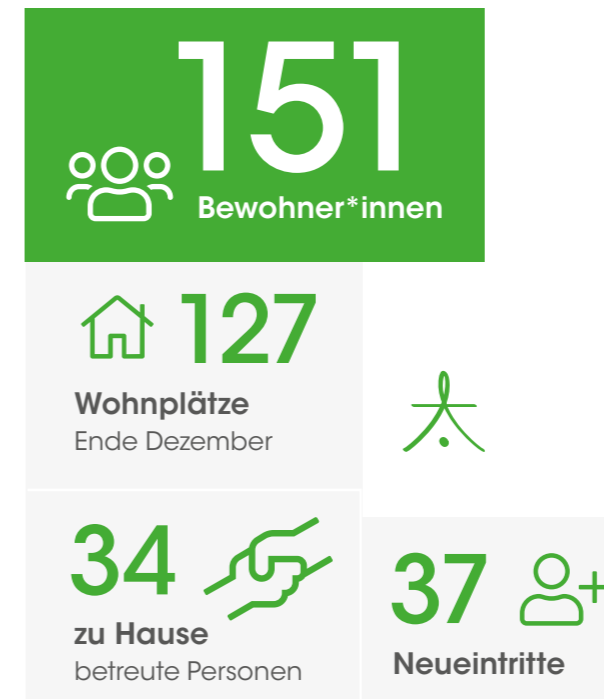 151
Bewohner*innen
127
Wohnplätze
Ende Dezember
34
zu Hause
betreute Personen
37
Neueintritte